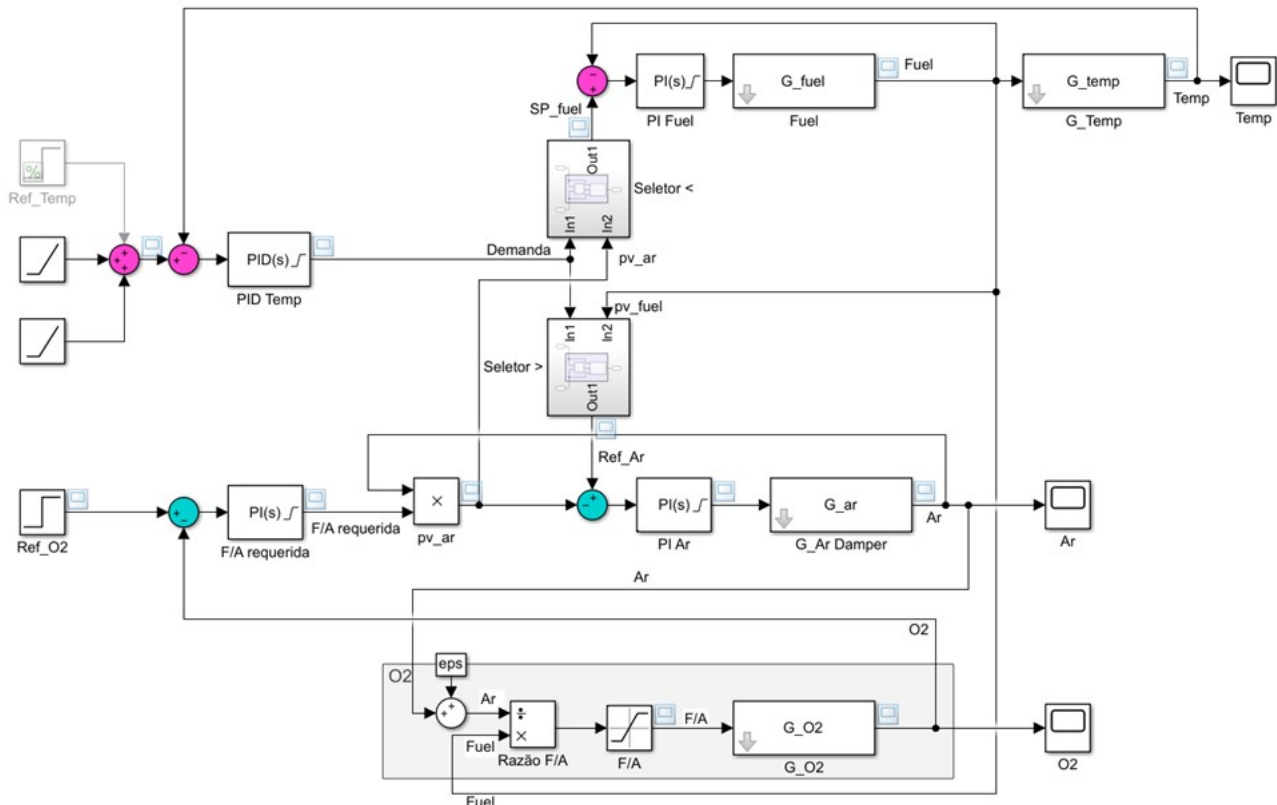 Fuel
PI(s)
G_fuel
G_temp
SP_fuel
PI Fuel
Fuel
Temp
G_Temp
Temp
Out1
In1
In2
Seletor <
%
Ref_Temp
PID(s)
PID Temp
Demanda
pv_ar
pv_fuel
In1
In2
Out1
Seletor >
Ref_Ar
Ref_O2
PI(s)
F/A requerida
F/A requerida
×
pv_ar
PI(s)
PI Ar
G_ar
G_Ar Damper
Ar
Ar
Ar
O2
O2
eps
Ar
Fuel
÷
×
Razão F/A
F/A
F/A
G_O2
G_O2
O2
Fuel